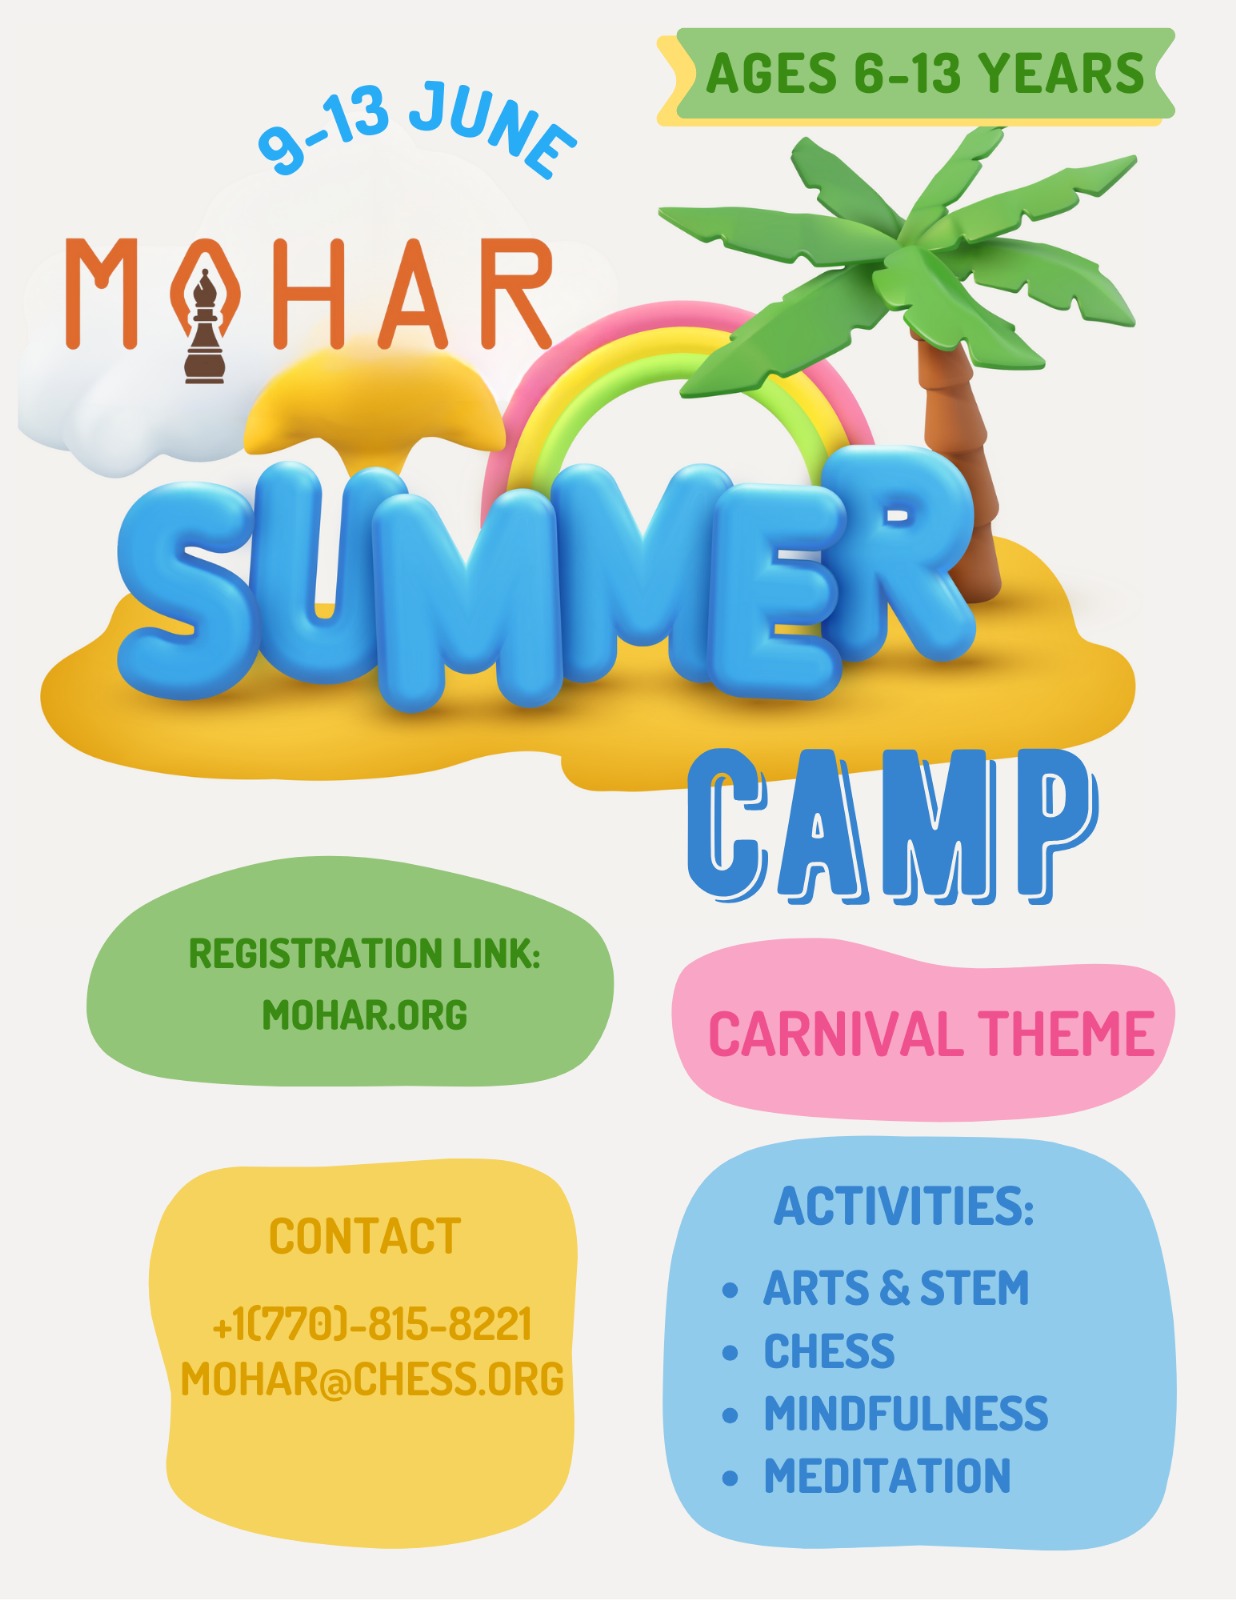 AGES 6-13 YEARS
9-13 JUNE
MOHAR
SUMMER
CAMP
REGISTRATION LINK:
MOHAR.ORG
CARNIVAL THEME
CONTACT
+1(770)-815-8221
MOHAR@CHESS.ORG
ACTIVITIES:
• ARTS & STEM
• CHESS
• MINDFULNESS
• MEDITATION